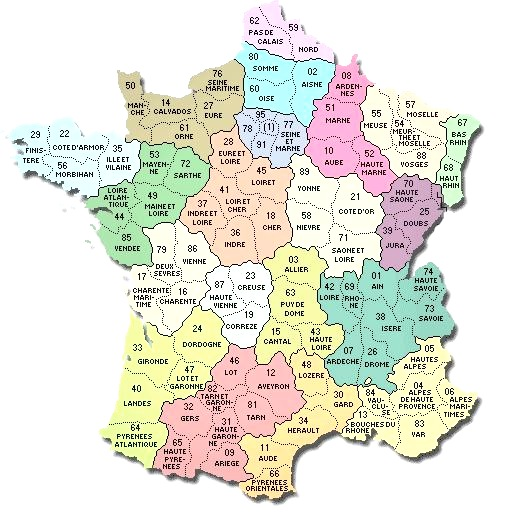 62
PAS DE
CALAIS
59
NORD
80
SOMME
02
AISNE
60
OISE
76
SEINE
MARITIME
27
EURE
50
MAN-
CHE
14
CALVADOS
61
ORNE
08
ARDEN-
NES
51
MARNE
10
AUBE
52
HAUTE
MARNE
55
MEUSE
57
MOSELLE
54
MEUR-
THE ET
MOSELLE
88
VOSGES
67
BAS
RHIN
68
HAUT
RHIN
95
78
(1)
91
77
SEINE
ET
MARNE
29
FINIS-
TERE
22
COTE D'ARMOR
56
MORBIHAN
35
ILLE ET
VILAINE
53
MAYEN-
NE
72
SARTHE
LOIRE
ATLAN-
TIQUE
44
49
MAINE ET
LOIRE
85
VENDEE
28
EURE ET
LOIRE
45
LOIRET
41
LOIR ET
CHER
37
INDRE ET
LOIRE
18
CHER
36
INDRE
89
YONNE
21
COTE D'OR
58
NIEVRE
71
SAONE ET
LOIRE
70
HAUTE
SAONE
25
DOUBS
39
JURA
79
DEUX
SEVRES
86
VIENNE
17
CHARENTE
MARI-
TIME
16
CHARENTE
87
HAUTE
VIENNE
23
CREUSE
19
CORREZE
03
ALLIER
63
PUY DE
DOME
15
CANTAL
43
HAUTE
LOIRE
42
LOIRE
69
RHO-
NE
01
AIN
74
HAUTE
SAVOIE
73
SAVOIE
38
ISERE
07
ARDECHE
26
DROME
24
DORDOGNE
33
GIRONDE
47
LOT ET
GARONNE
40
LANDES
64
PYRENEES
ATLANTIQUE
46
LOT
12
AVEYRON
82
TARN ET
GARON-
NE
81
TARN
32
GERS
31
HAUTE
GARON-
NE
65
HAUTE
PYRE-
NEES
09
ARIEGE
48
LOZERE
30
GARD
34
HERAULT
11
AUDE
66
PYRENEES
ORIENTALES
05
HAUTES
ALPES
04
ALPES
DE HAUTE
PROVENCE
06
ALPES
MARI-
TIMES
84
VAU-
CLU-
SE
13
BOUCHES DU
RHONE
83
VAR